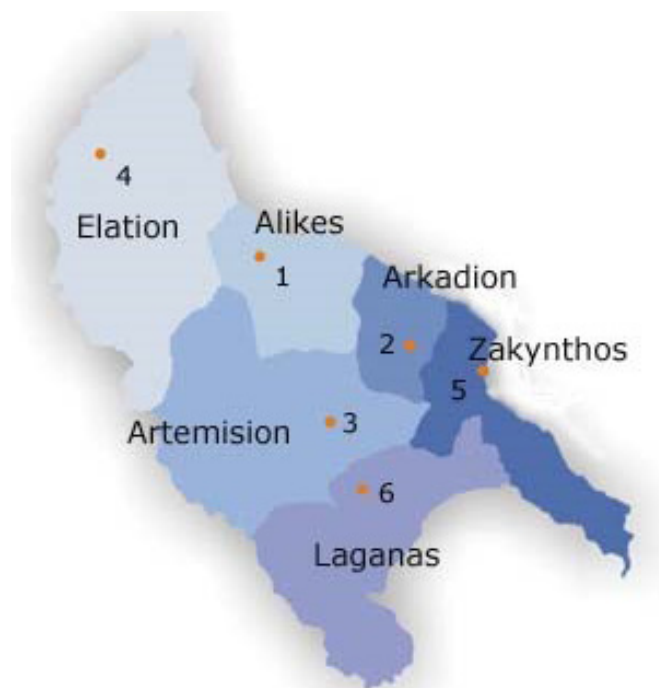 4
Elation
Alikes
1
Arkadion
2
Zakynthos
5
Artemision
3
6
Laganas